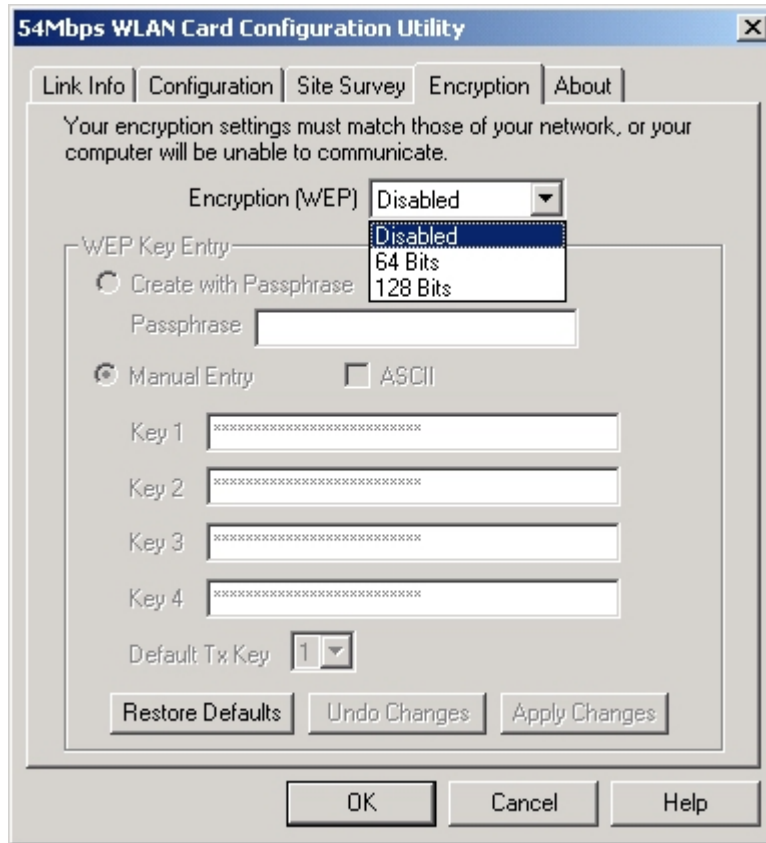 54Mbps WLAN Card Configuration Utility
Link Info Configuration Site Survey Encryption About
Your encryption settings must match those of your network, or your
computer will be unable to communicate.
Encryption (WEP) Disabled
Disabled
64 Bits
128 Bits
WEP Key Entry
Create with Passphrase
Passphrase
Manual Entry ASCII
Key 1 **************************
Key 2 **************************
Key 3 **************************
Key 4 **************************
Default Tx Key 1
Restore Defaults Undo Changes Apply Changes
OK Cancel Help